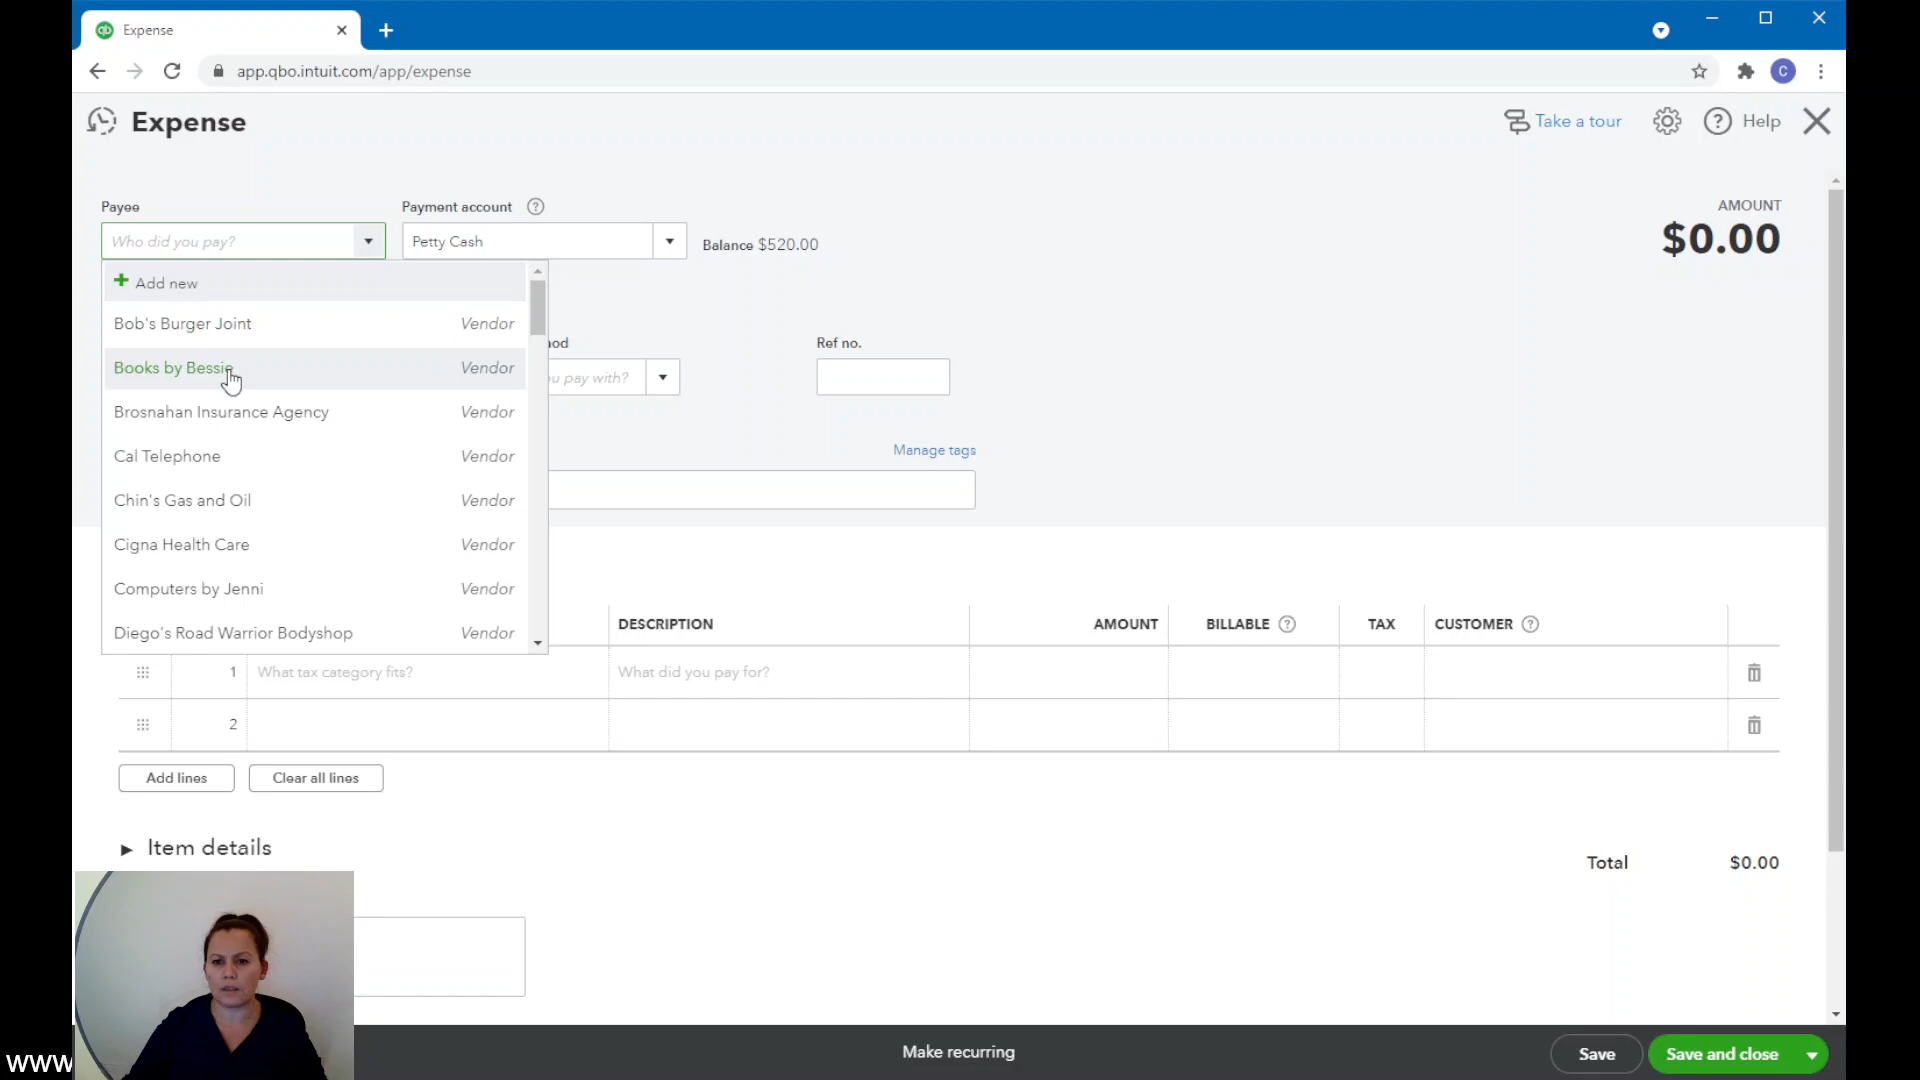 Expense
app.qbo.intuit.com/app/expense
C
Expense
Take a tour
Help
Payee
Payment account
AMOUNT
Who did you pay?
Petty Cash
Balance $520.00
$0.00
Add new
Bob's Burger Joint Vendor
Ref no.
Books by Bessie Vendor
u pay with?
Brosnahan Insurance Agency Vendor
Cal Telephone Vendor
Manage tags
Chin's Gas and Oil Vendor
Cigna Health Care Vendor
Computers by Jenni Vendor
Diego's Road Warrior Bodyshop Vendor
DESCRIPTION AMOUNT BILLABLE TAX CUSTOMER
1 What tax category fits? What did you pay for?
2
Add lines Clear all lines
Item details
Total $0.00
Make recurring
Save
Save and close
www